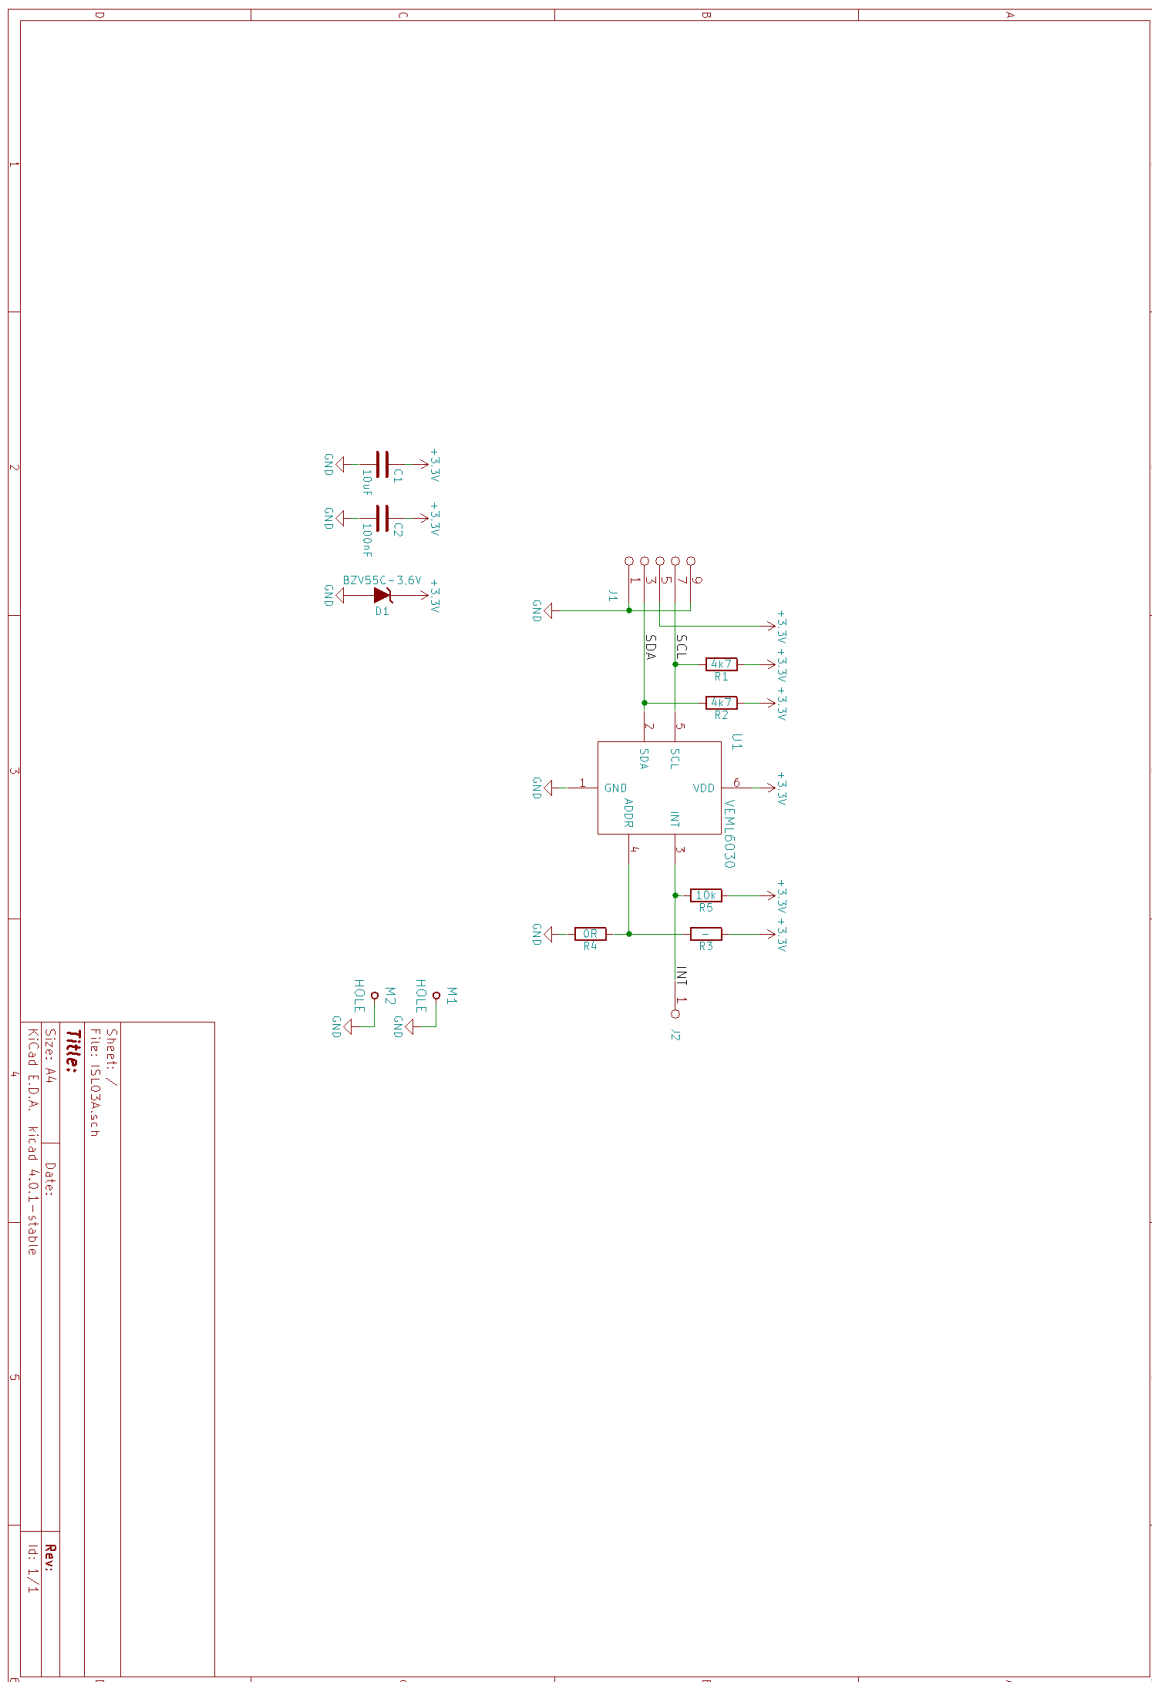 D
C
B
A
1
2
3
4
5
+3.3V
C1
10uF
GND
+3.3V
C2
100nF
GND
+3.3V
BZV55C-3.6V
D1
GND
J1
1
3
5
7
9
GND
+3.3V
+3.3V
+3.3V
4k7
R1
4k7
R2
SCL
SDA
U1
VEML6030
2
5
SDA
SCL
1
GND
VDD
6
+3.3V
GND
ADDR
INT
4
3
+3.3V
+3.3V
10k
R5
-
R3
0R
R4
GND
INT
1
J2
M1
HOLE
GND
M2
HOLE
GND
Sheet: /
File: ISL03A.sch
Title:
Size: A4
Date:
Rev:
KiCad E.D.A. kicad 4.0.1-stable
Id: 1/1